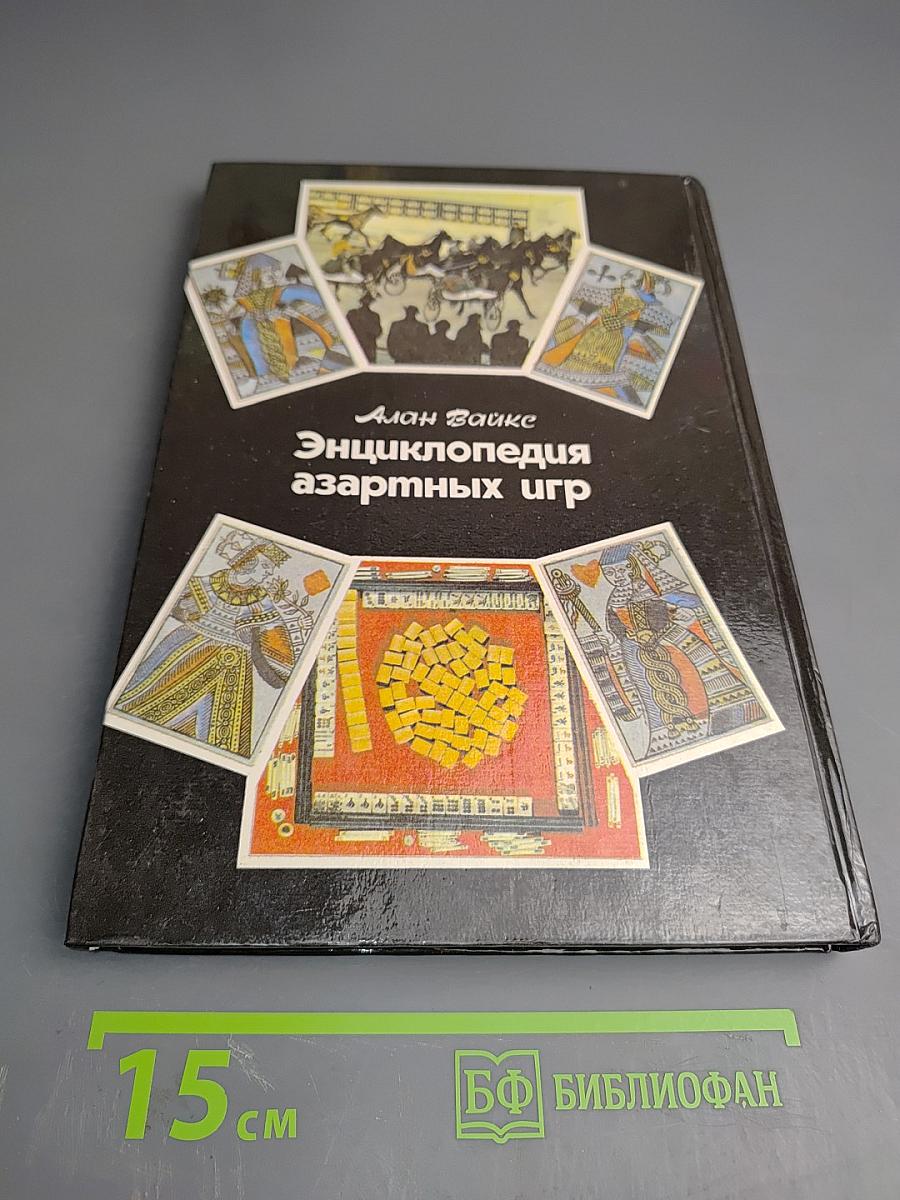 Алан Вайкс
Энциклопедия
азартных игр
15 см
БФ БИБЛИОФАН